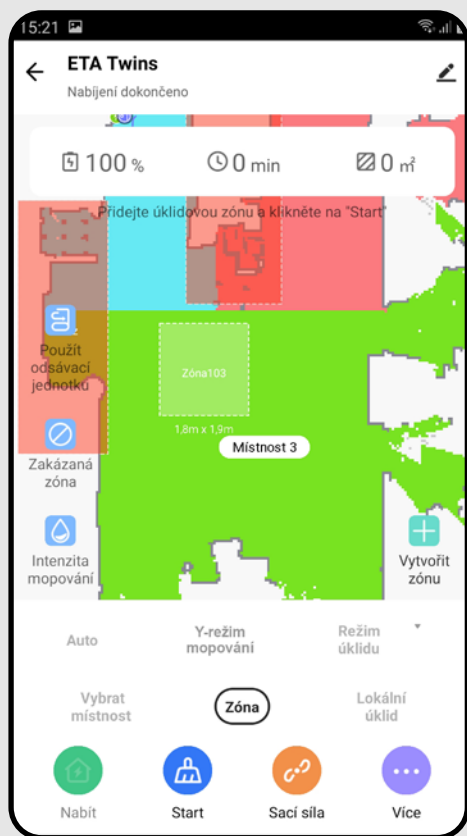 15:21
ETA Twins
Nabíjení dokončeno
100 %
0 min
0 ㎡
Přidejte úklidovou zónu a klikněte na "Start"
Použít
odsávací
jednotku
Zóna103
1,8m x 1,9m
Místnost 3
Zakázaná
zóna
Intenzita
mopování
Vytvořit
zónu
Auto
Y-režim
mopování
Režim
úklidu
Vybrat
místnost
Zóna
Lokální
úklid
Nabít
Start
Sací síla
Více